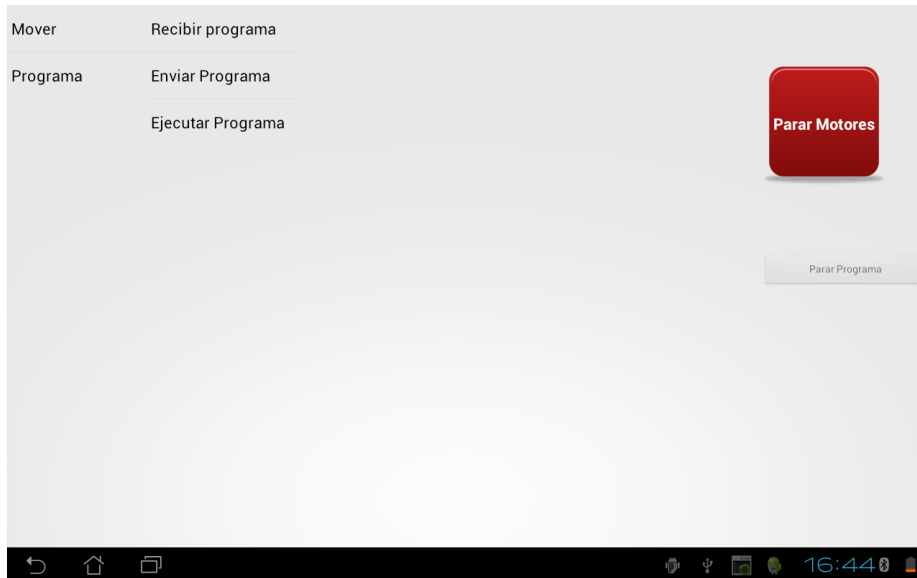 Mover
Programa
Recibir programa
Enviar Programa
Ejecutar Programa
Parar Motores
Parar Programa
16:44